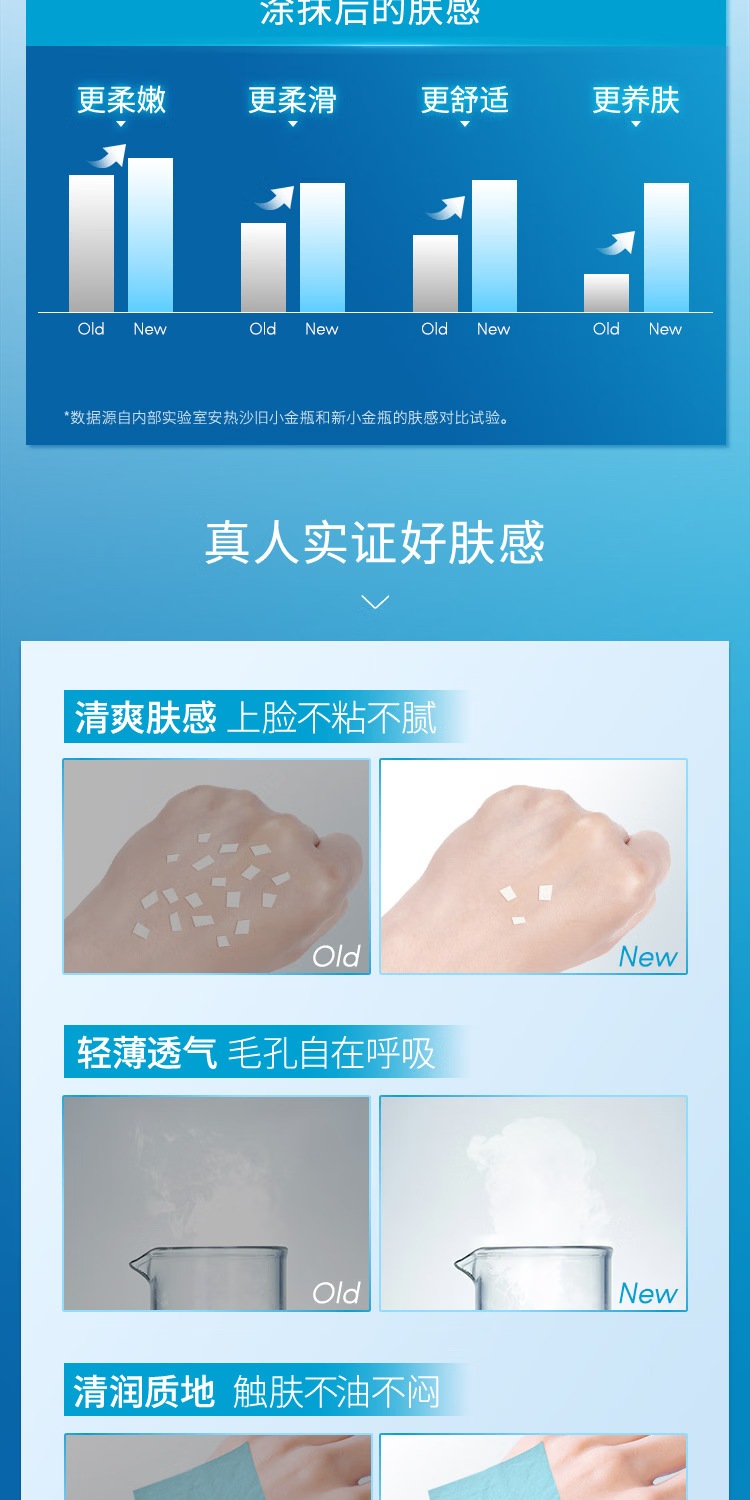 涂抹后的肤感
更柔嫩 更柔滑 更舒适 更养肤
Old New Old New Old New Old New
*数据源自内部实验室安热沙旧小金瓶和新小金瓶的肤感对比试验。
真人实证好肤感
清爽肤感 上脸不粘不腻
Old New
轻薄透气 毛孔自在呼吸
Old New
清润质地 触肤不油不闷